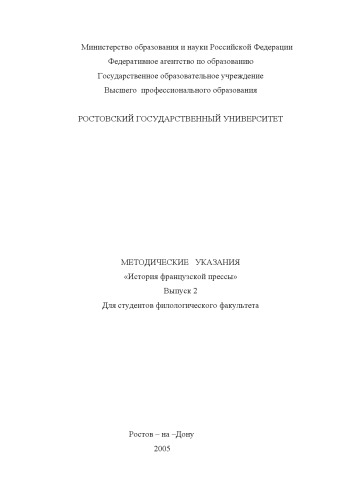 Министерство образования и науки Российской Федерации
Федеративное агентство по образованию
Государственное образовательное учреждение
Высшего профессионального образования
РОСТОВСКИЙ ГОСУДАРСТВЕННЫЙ УНИВЕРСИТЕТ
МЕТОДИЧЕСКИЕ УКАЗАНИЯ
«История французской прессы»
Выпуск 2
Для студентов филологического факультета
Ростов – на –Дону
2005